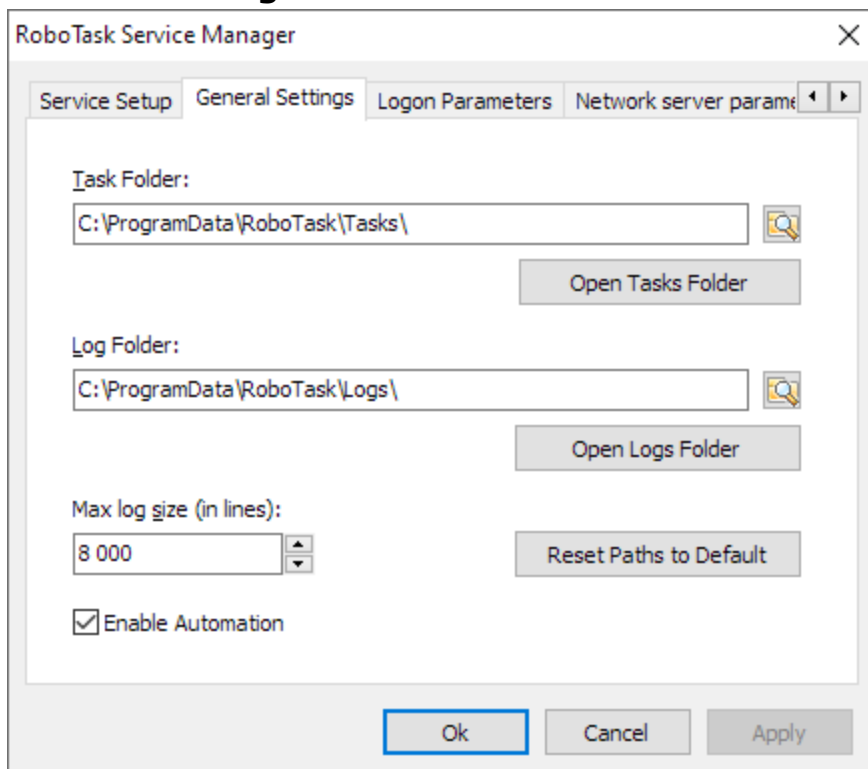 RoboTask Service Manager
Service Setup General Settings Logon Parameters Network server
Task Folder:
C:\ProgramData\RoboTask\Tasks\
Open Tasks Folder
Log Folder:
C:\ProgramData\RoboTask\Logs\
Open Logs Folder
Max log size (in lines):
8 000
Reset Paths to Default
Enable Automation
Ok Cancel Apply